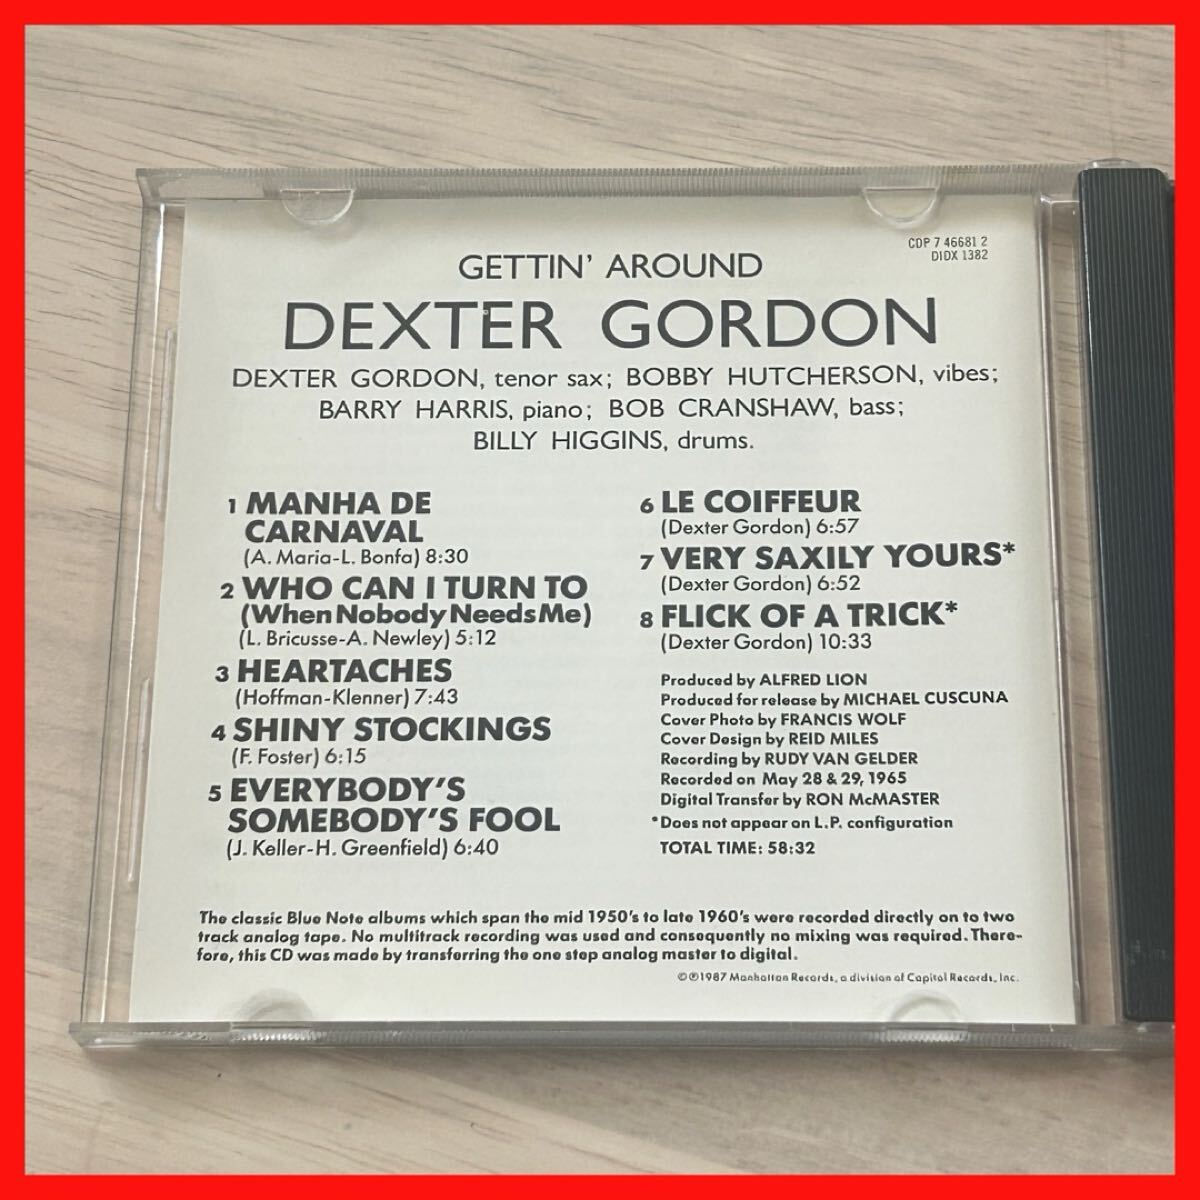 CDP 7 46681 2
DIDX 1382
GETTIN' AROUND
DEXTER GORDON
DEXTER GORDON, tenor sax; BOBBY HUTCHERSON, vibes;
BARRY HARRIS, piano; BOB CRANSHAW, bass;
BILLY HIGGINS, drums.
1 MANHA DE
CARNAVAL
(A. Maria-L. Bonfa) 8:30
2 WHO CAN I TURN TO
(When Nobody Needs Me)
(L. Bricusse-A. Newley) 5:12
3 HEARTACHES
(Hoffman-Klenner) 7:43
4 SHINY STOCKINGS
(F. Foster) 6:15
5 EVERYBODY'S
SOMEBODY'S FOOL
(J. Keller-H. Greenfield) 6:40
6 LE COIFFEUR
(Dexter Gordon) 6:57
7 VERY SAXILY YOURS*
(Dexter Gordon) 6:52
8 FLICK OF A TRICK*
(Dexter Gordon) 10:33
Produced by ALFRED LION
Produced for release by MICHAEL CUSCUNA
Cover Photo by FRANCIS WOLF
Cover Design by REID MILES
Recording by RUDY VAN GELDER
Recorded on May 28 & 29, 1965
Digital Transfer by RON McMASTER
*Does not appear on L.P. configuration
TOTAL TIME: 58:32
The classic Blue Note albums which span the mid 1950's to late 1960's were recorded directly on to two
track analog tape. No multitrack recording was used and consequently no mixing was required. There-
fore, this CD was made by transferring the one step analog master to digital.
©℗1987 Manhattan Records, a division of Capitol Records, Inc.